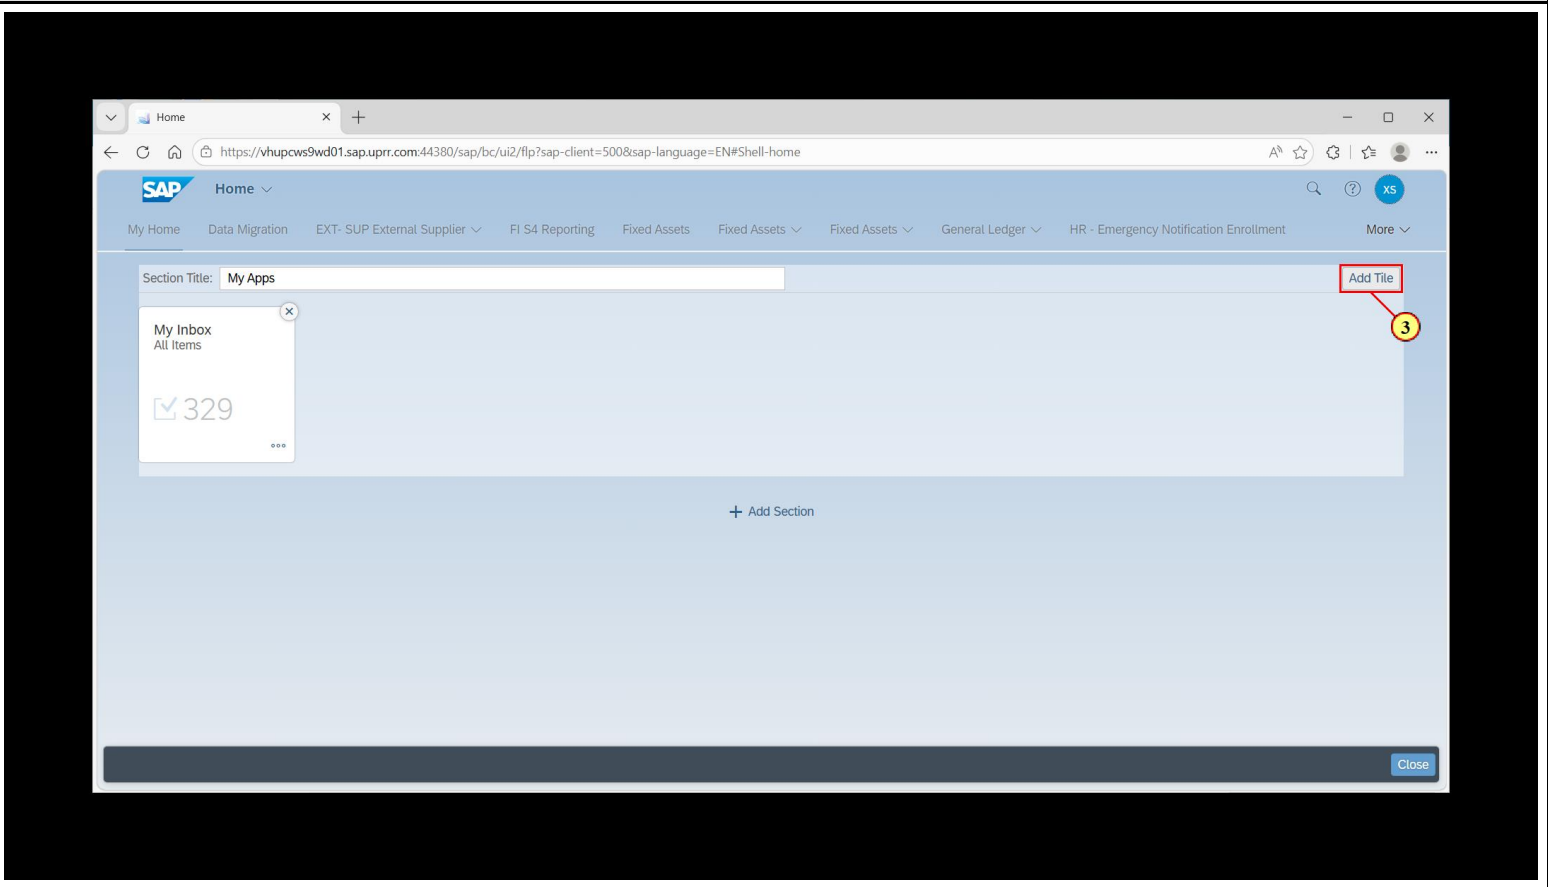 Home
https://vhupcws9wd01.sap.uprr.com:44380/sap/bc/ui2/flp?sap-client=500&sap-language=EN#Shell-home
SAP Home XS
My Home Data Migration EXT- SUP External Supplier FI S4 Reporting Fixed Assets Fixed Assets Fixed Assets General Ledger HR - Emergency Notification Enrollment More
Section Title: My Apps Add Tile
3
My Inbox
All Items
329
+ Add Section
Close